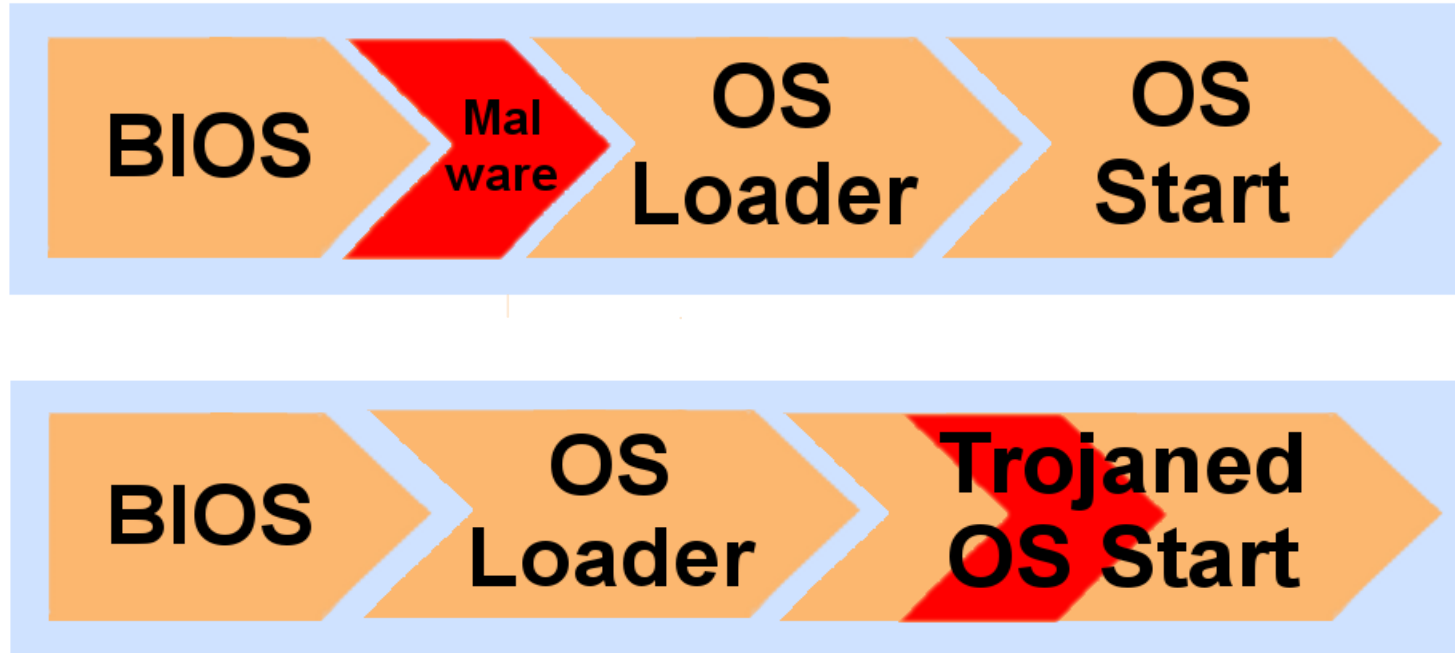 BIOS
Mal
ware
OS
Loader
OS
Start
BIOS
OS
Loader
Trojaned
OS Start